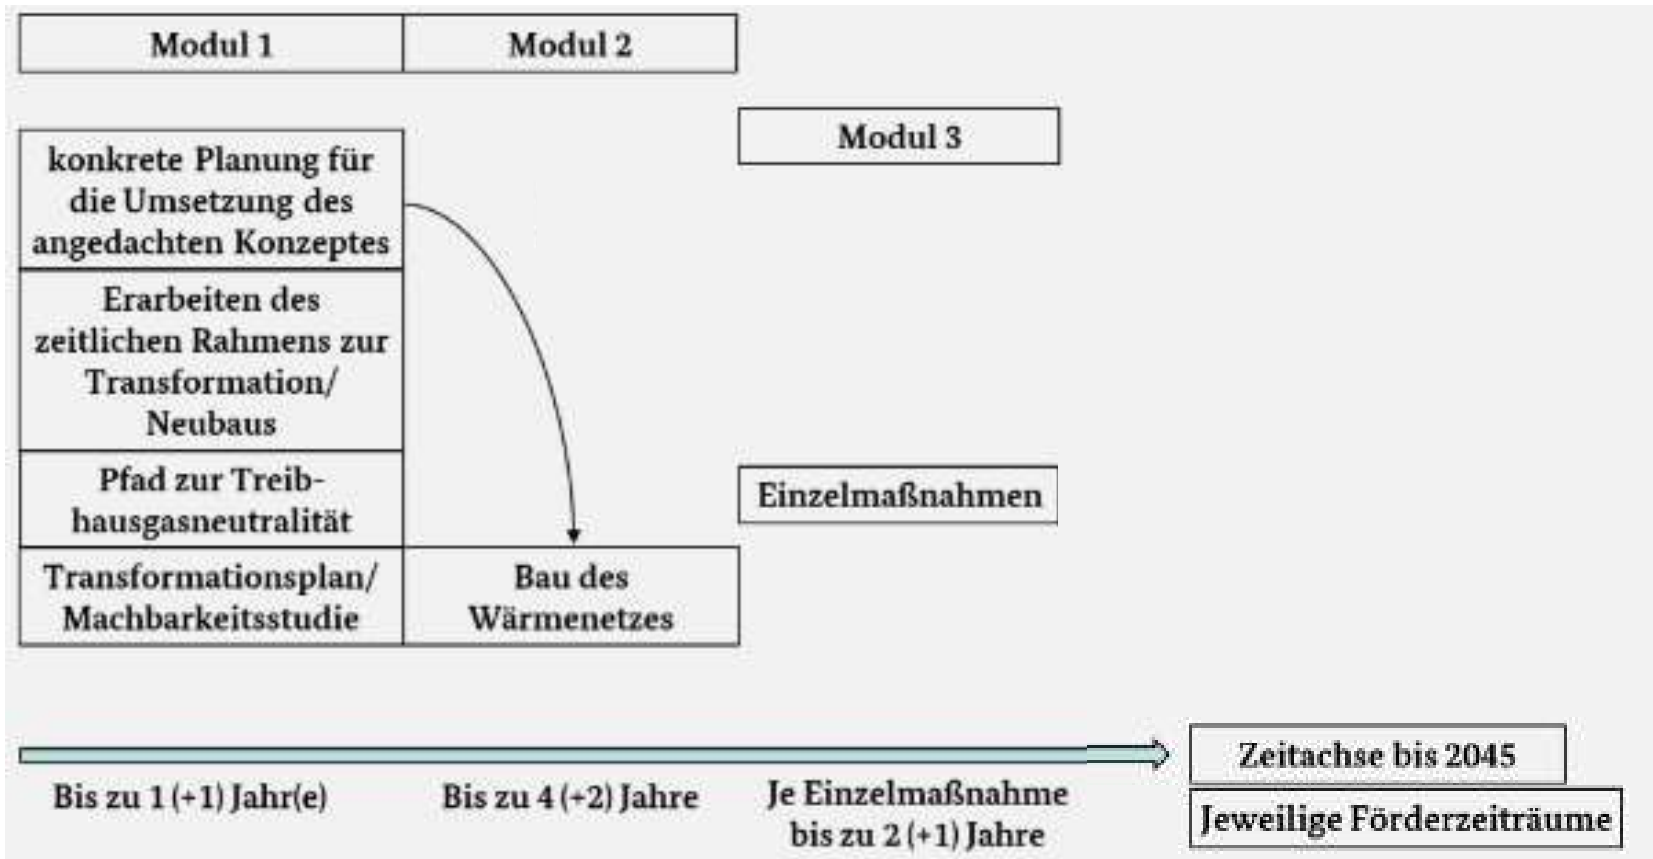 Modul 1
Modul 2
Modul 3
konkrete Planung für
die Umsetzung des
angedachten Konzeptes
Erarbeiten des
zeitlichen Rahmens zur
Transformation/
Neubaus
Pfad zur Treib-
hausgasneutralität
Einzelmaßnahmen
Transformationsplan/
Machbarkeitsstudie
Bau des
Wärmenetzes
Zeitachse bis 2045
Bis zu 1 (+1) Jahr(e)
Bis zu 4 (+2) Jahre
Je Einzelmaßnahme
bis zu 2 (+1) Jahre
Jeweilige Förderzeiträume